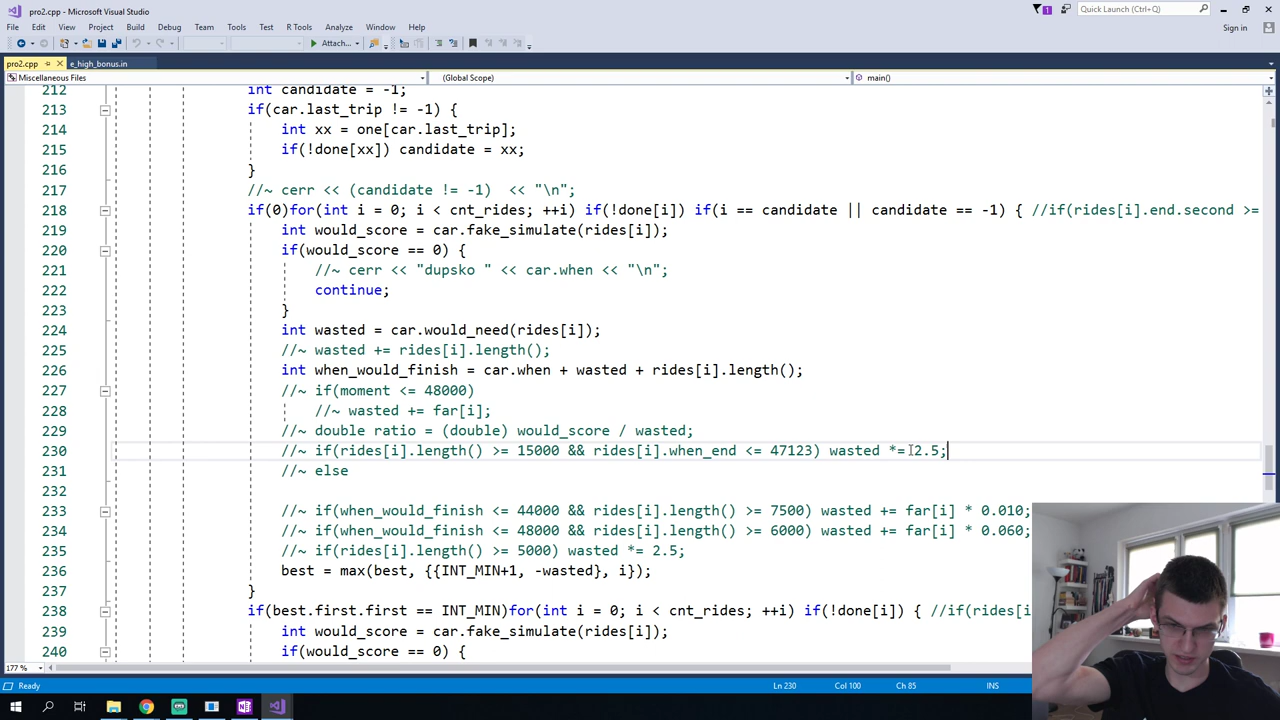 pro2.cpp - Microsoft Visual Studio
1
Quick Launch (Ctrl+Q)
File Edit View Project Build Debug Team Tools Test R Tools Analyze Window Help
Sign in
Attach...
pro2.cpp e_high_bonus.in
Miscellaneous Files (Global Scope) main()
212 int candidate = -1;
213 if(car.last_trip != -1) {
214 int xx = one[car.last_trip];
215 if(!done[xx]) candidate = xx;
216 }
217 //~ cerr << (candidate != -1)  << "\n";
218 if(0)for(int i = 0; i < cnt_rides; ++i) if(!done[i]) if(i == candidate || candidate == -1) { //if(rides[i].end.second >=
219 int would_score = car.fake_simulate(rides[i]);
220 if(would_score == 0) {
221 //~ cerr << "dupsko " << car.when << "\n";
222 continue;
223 }
224 int wasted = car.would_need(rides[i]);
225 //~ wasted += rides[i].length();
226 int when_would_finish = car.when + wasted + rides[i].length();
227 //~ if(moment <= 48000)
228 //~ wasted += far[i];
229 //~ double ratio = (double) would_score / wasted;
230 //~ if(rides[i].length() >= 15000 && rides[i].when_end <= 47123) wasted *= 2.5;
231 //~ else
232
233 //~ if(when_would_finish <= 44000 && rides[i].length() >= 7500) wasted += far[i] * 0.010;
234 //~ if(when_would_finish <= 48000 && rides[i].length() >= 6000) wasted += far[i] * 0.060;
235 //~ if(rides[i].length() >= 5000) wasted *= 2.5;
236 best = max(best, {{INT_MIN+1, -wasted}, i});
237 }
238 if(best.first.first == INT_MIN)for(int i = 0; i < cnt_rides; ++i) if(!done[i]) { //if(rides[i
239 int would_score = car.fake_simulate(rides[i]);
240 if(would_score == 0) {
177 %
Ready Ln 230 Col 100 Ch 85 INS